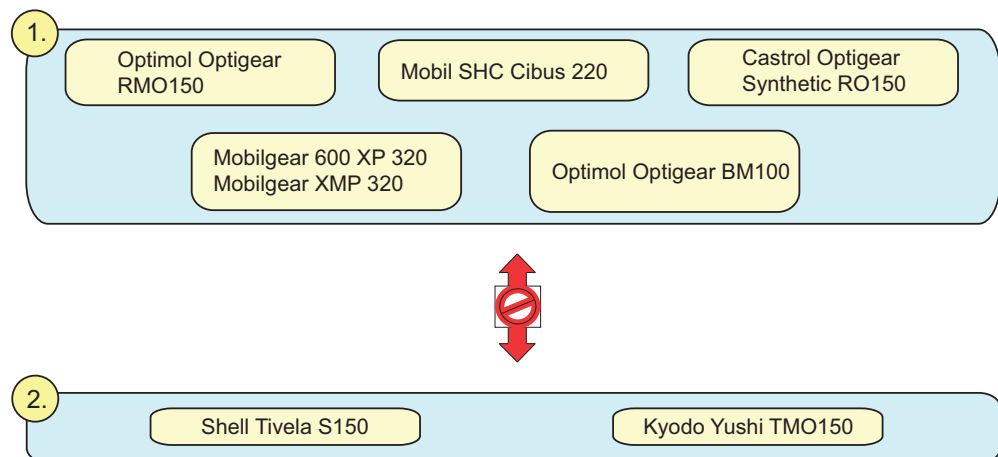 1.
Optimol Optigear
RMO150
Mobil SHC Cibus 220
Castrol Optigear
Synthetic RO150
Mobilgear 600 XP 320
Mobilgear XMP 320
Optimol Optigear BM100
2.
Shell Tivela S150
Kyodo Yushi TMO150